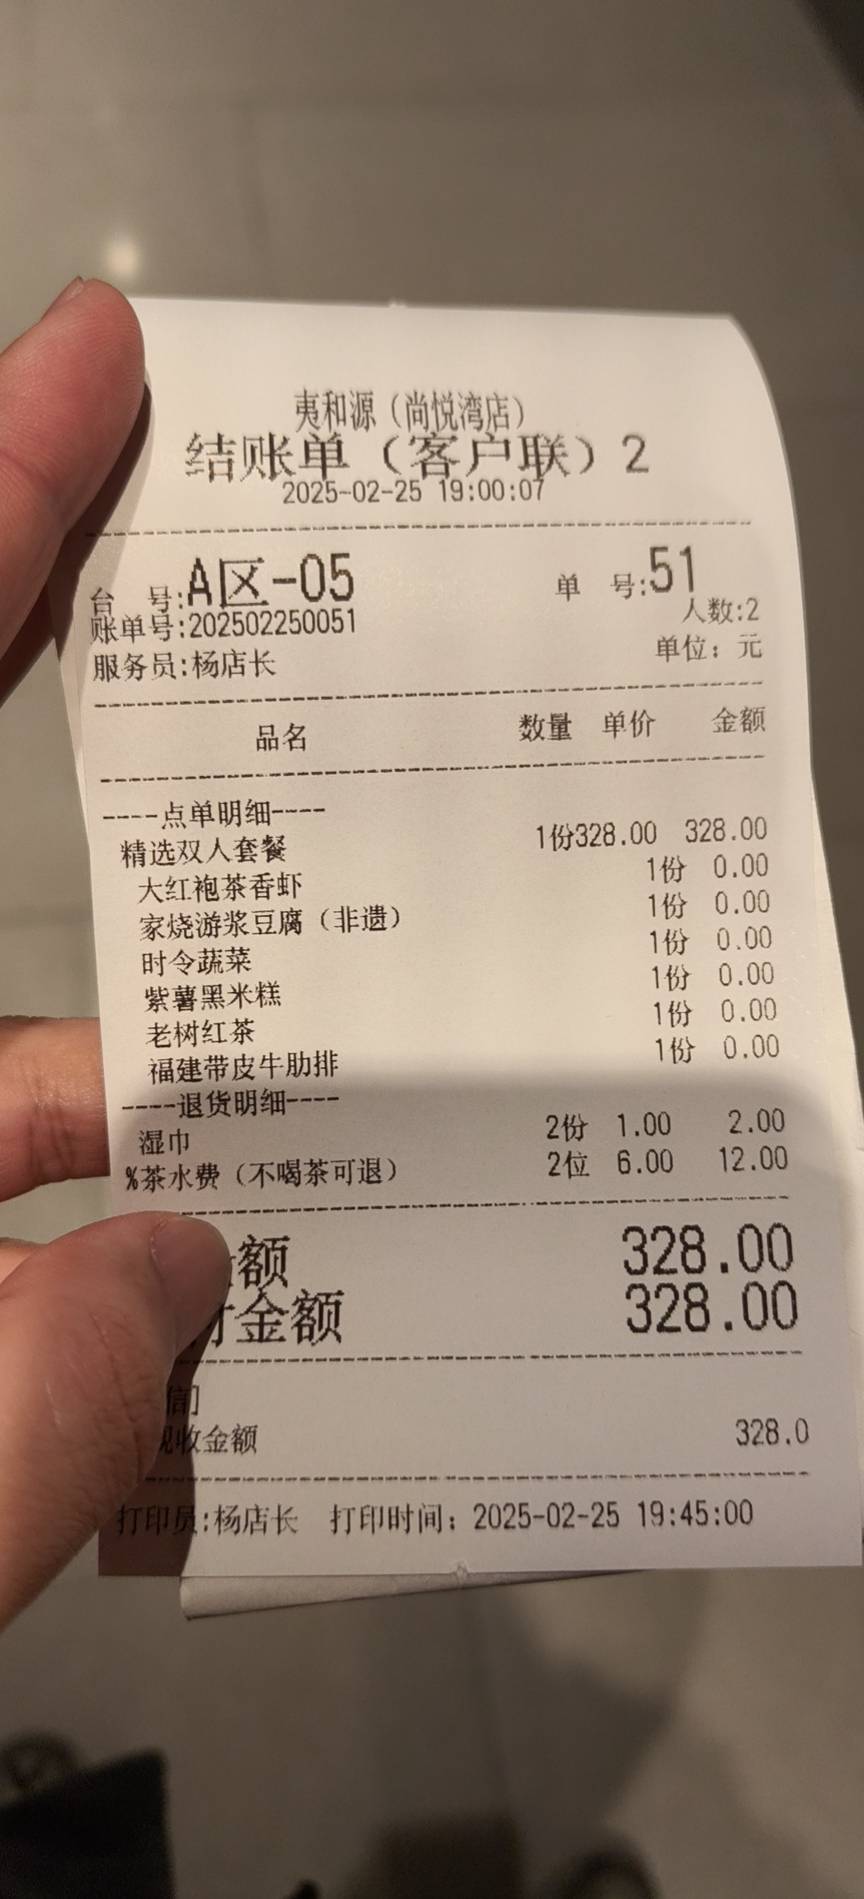 夷和源（尚悦湾店）
结账单（客户联）2
2025-02-25 19:00:07
台 号:A区-05 单 号:51
人数:2
账单号:202502250051
服务员:杨店长 单位：元
品名 数量 单价 金额
----点单明细----
精选双人套餐 1份328.00 328.00
大红袍茶香虾 1份 0.00
家烧游浆豆腐（非遗） 1份 0.00
时令蔬菜 1份 0.00
紫薯黑米糕 1份 0.00
老树红茶 1份 0.00
福建带皮牛肋排 1份 0.00
----退货明细----
湿巾 2份 1.00 2.00
%茶水费（不喝茶可退） 2位 6.00 12.00
额 328.00
付金额 328.00
信]
现收金额 328.0
打印员:杨店长 打印时间：2025-02-25 19:45:00